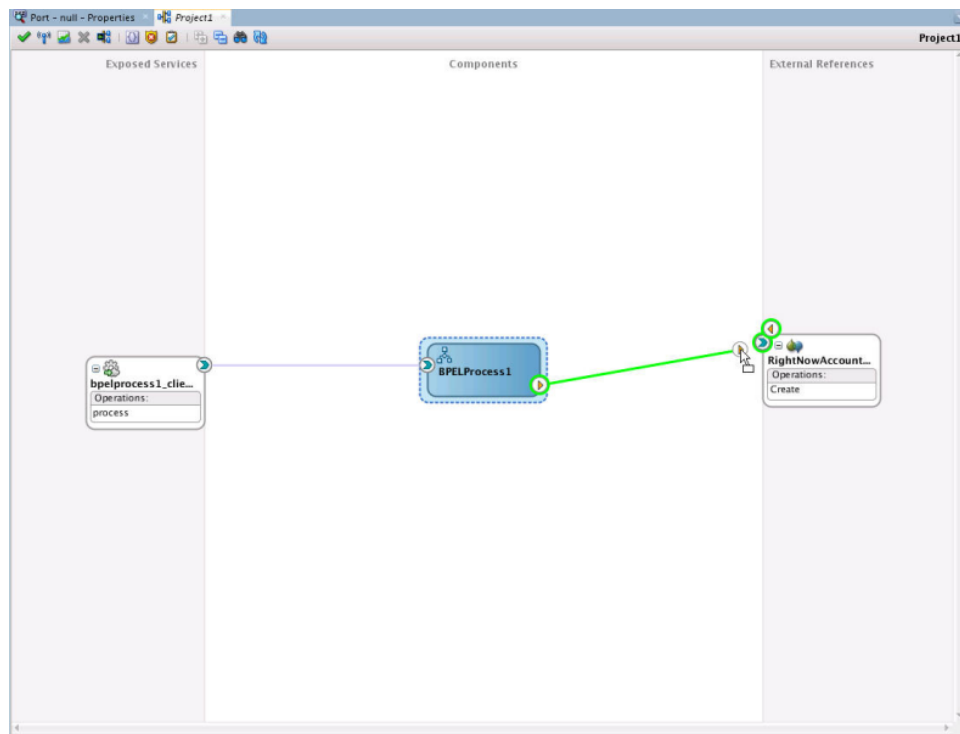 Port - null - Properties Project1
Project1
Exposed Services Components External References
bpelprocess1_clie...
Operations:
process
BPELProcess1
RightNowAccount...
Operations:
Create